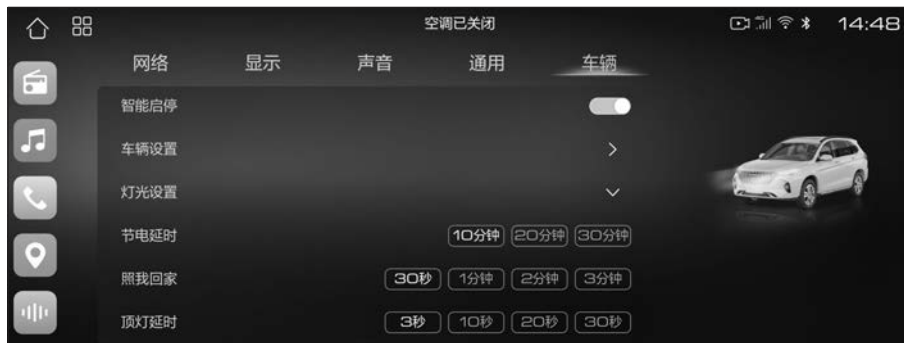 空调已关闭
14:48
网络 显示 声音 通用 车辆
智能启停
车辆设置
灯光设置
节电延时 10分钟 20分钟 30分钟
照我回家 30秒 1分钟 2分钟 3分钟
顶灯延时 3秒 10秒 20秒 30秒